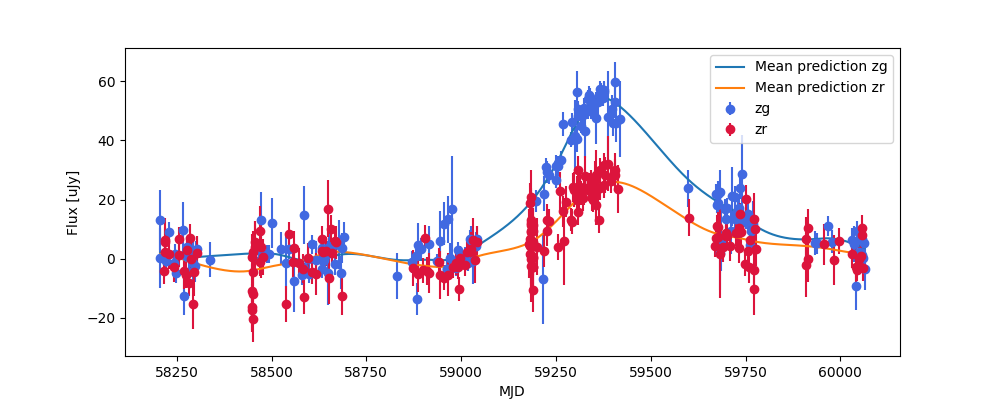 Mean prediction zg
Mean prediction zr
zg
zr
Flux [uJy]
60
40
20
0
−20
58250
58500
58750
59000
59250
59500
59750
60000
MJD